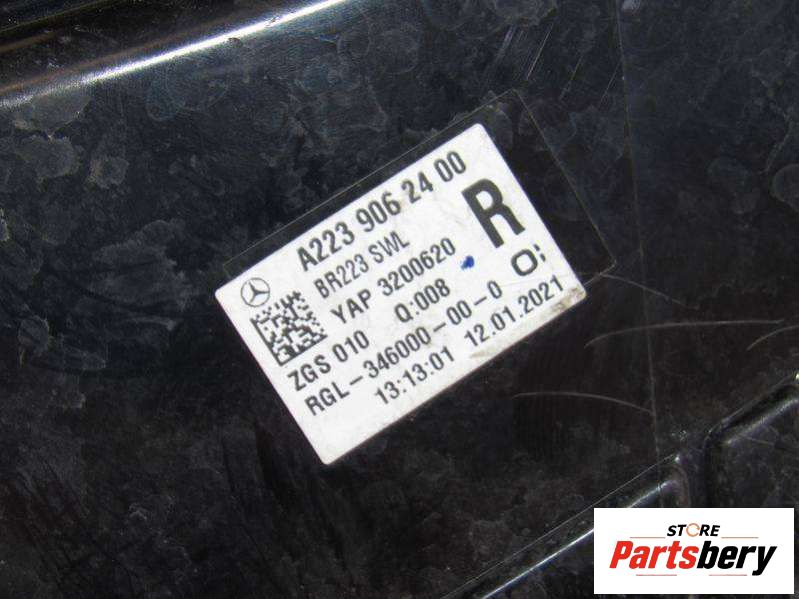 A223 906 24 00
BR223 SWL
R
YAP 3200620
ZGS 010 Q:008
O:
RGL-346000-00-0
13:13:01 12.01.2021
STORE
Partsbery